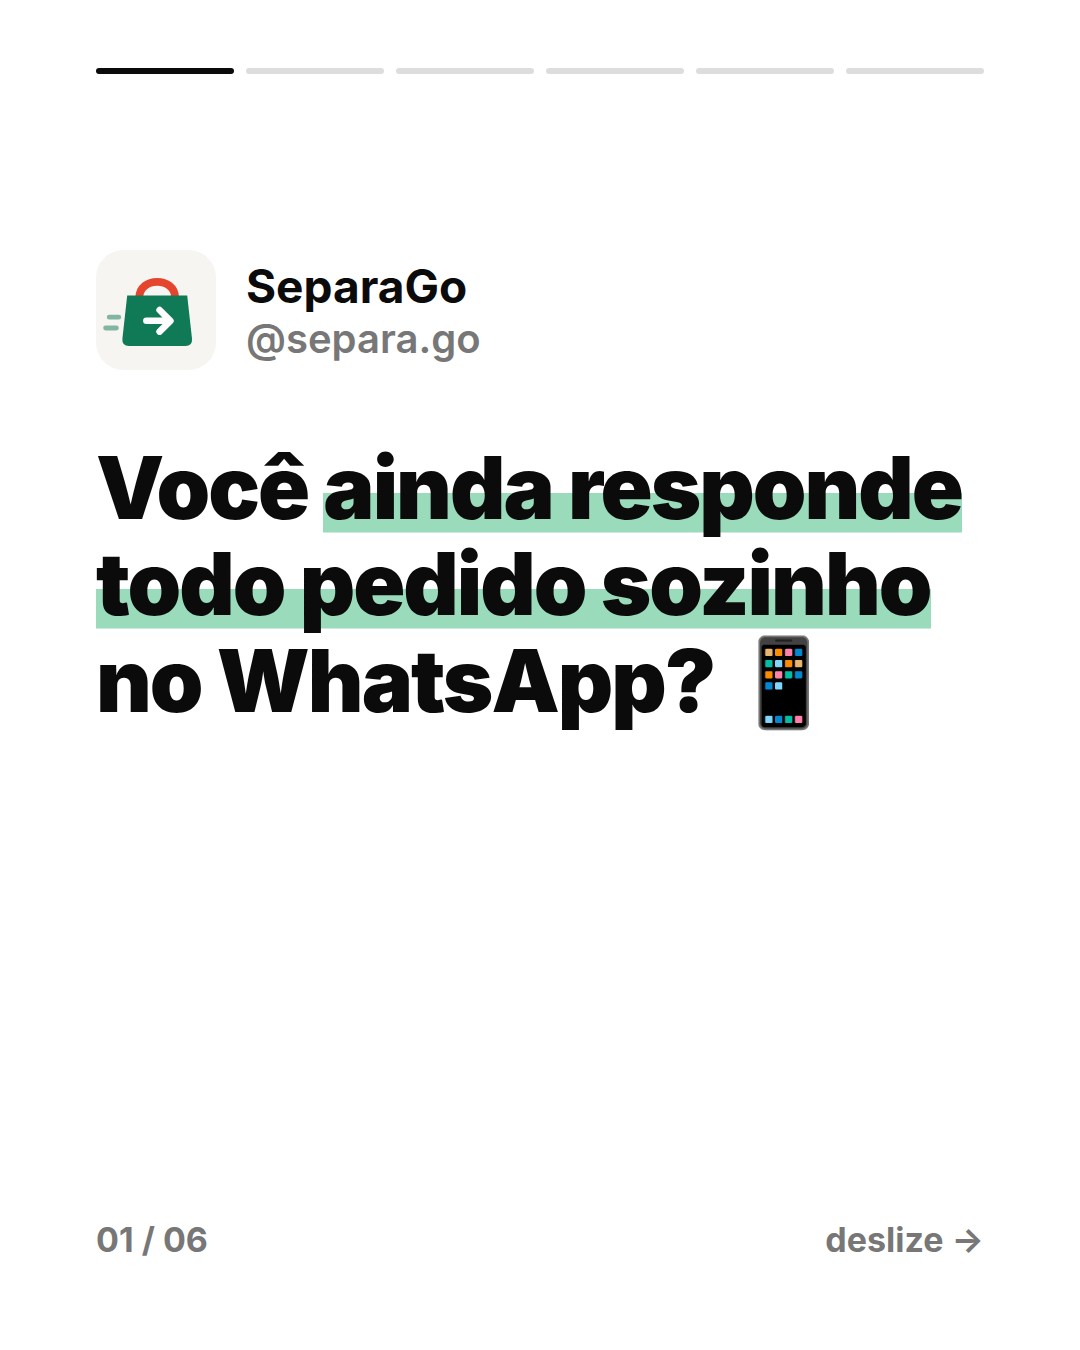 SeparaGo
@separa.go
Você ainda responde
todo pedido sozinho
no WhatsApp? 📱
01 / 06
deslize →